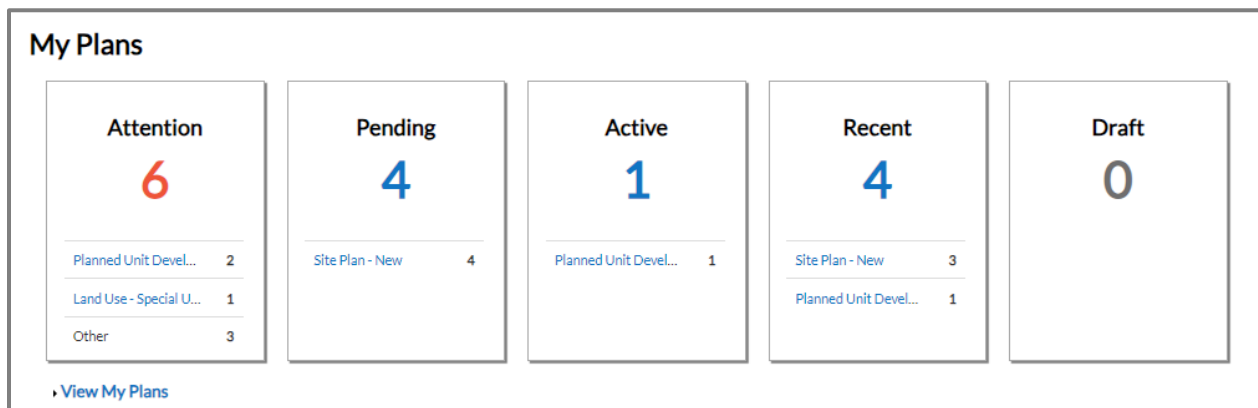 My Plans
Attention
6
Planned Unit Devel... 2
Land Use - Special U... 1
Other 3
Pending
4
Site Plan - New 4
Active
1
Planned Unit Devel... 1
Recent
4
Site Plan - New 3
Planned Unit Devel... 1
Draft
0
View My Plans